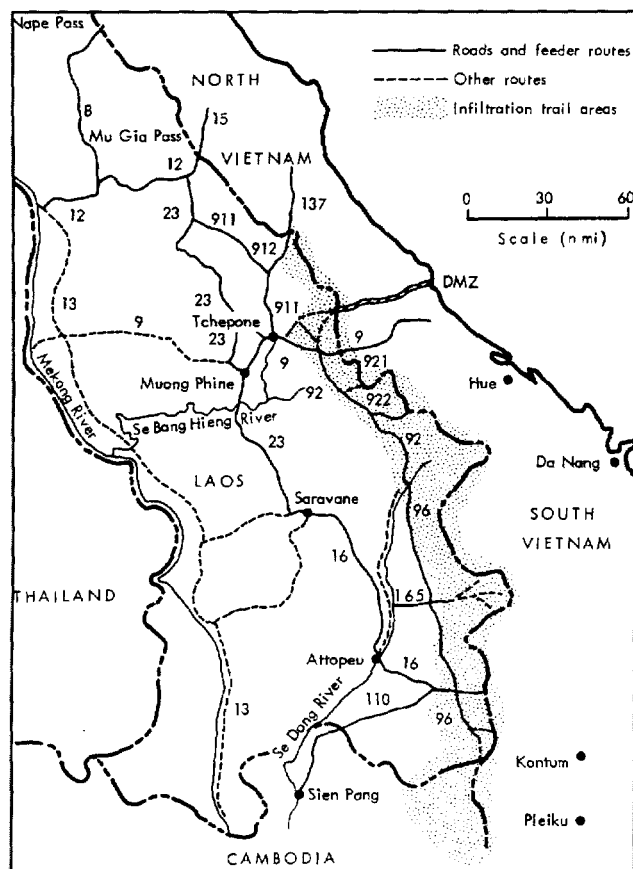 Nape Pass
NORTH
VIETNAM
Roads and feeder routes
Other routes
Infiltration trail areas
0 30 60
Scale (nmi)
8
15
Mu Gia Pass
12
12
137
23
911
912
DMZ
13
23
911
Tchepone
9
23
9
9
921
Muong Phine
922
Hue
Mekong River
92
Se Bang Hieng River
92
23
Da Nang
LAOS
96
Saravane
SOUTH
VIETNAM
16
THAILAND
165
Attopeu
16
Se Dong River
110
13
96
Kontum
Sien Pang
Pleiku
CAMBODIA